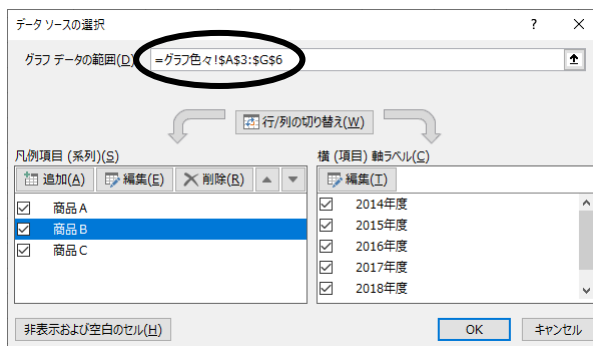 データ ソースの選択 ? ×
グラフ データの範囲(D): =グラフ色々!$A$3:$G$6
行/列の切り替え(W)
凡例項目 (系列)(S)
追加(A) 編集(E) 削除(R)
商品A
商品B
商品C
横 (項目) 軸ラベル(C)
編集(I)
2014年度
2015年度
2016年度
2017年度
2018年度
非表示および空白のセル(H)
OK キャンセル